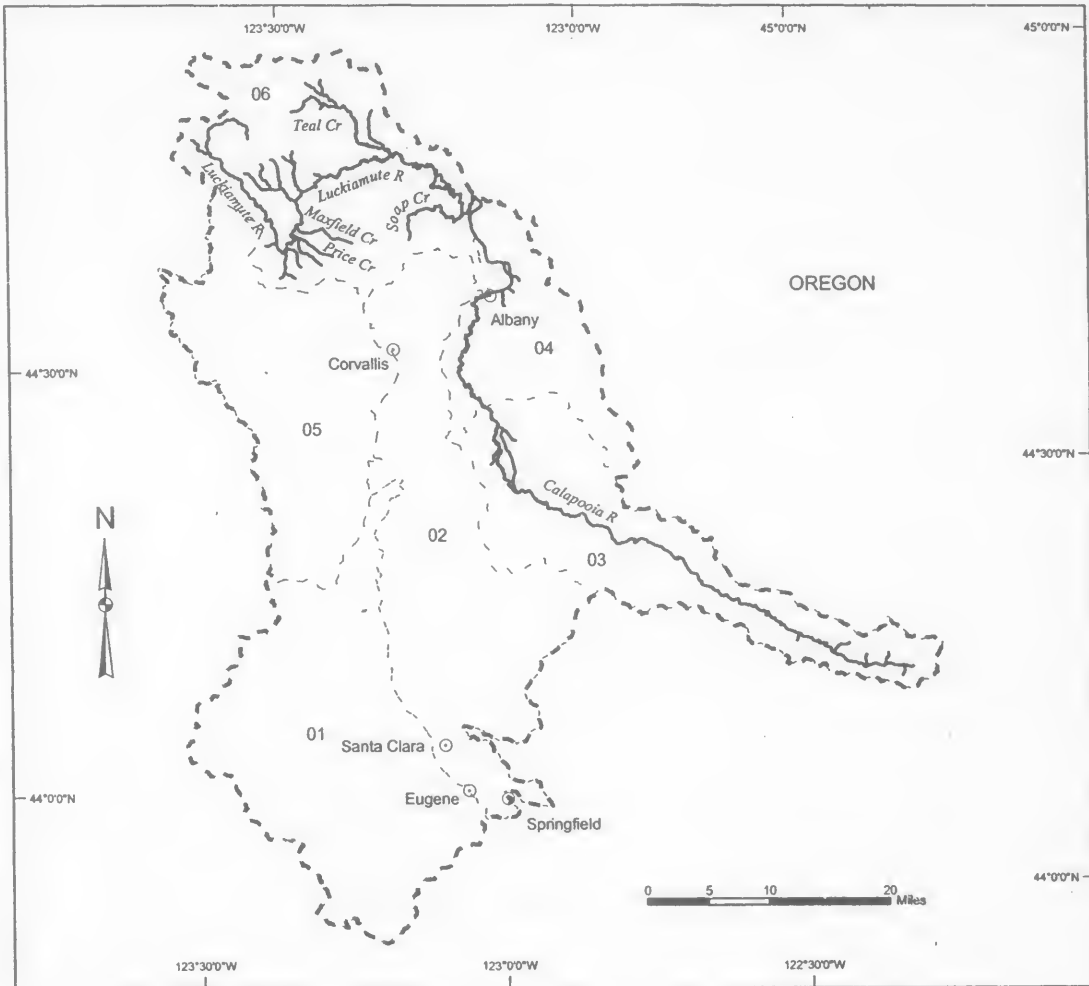 123°30'0"W
123°0'0"W
45°0'0"N
45°0'0"N
06
Teal Cr
Luckiamute R
Luckiamute R
Soap Cr
Maxfield Cr
Price Cr
OREGON
Albany
04
Corvallis
44°30'0"N
05
44°30'0"N
Calapooia R
N
02
03
01
Santa Clara
Eugene
44°0'0"N
Springfield
44°0'0"N
0 5 10 20
Miles
123°30'0"W
123°0'0"W
122°30'0"W